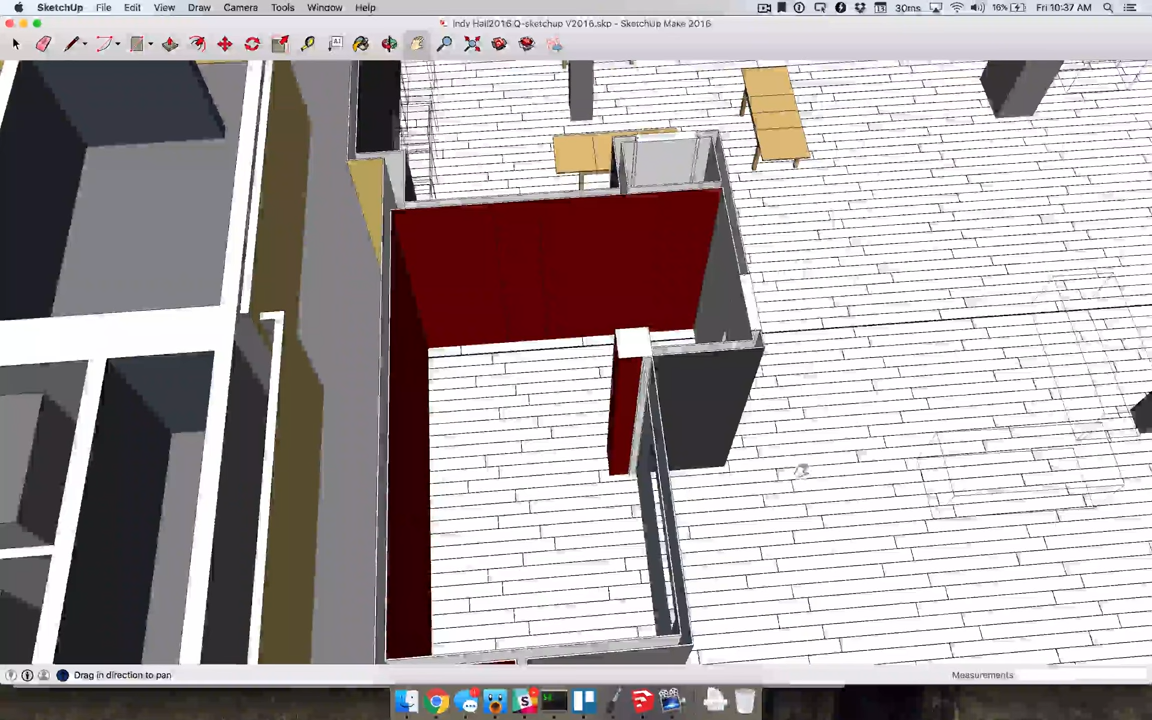 SketchUp File Edit View Draw Camera Tools Window Help
30ms 16% Fri 10:37 AM
Indy Hall2016 Q-sketchup V2016.skp - SketchUp Make 2016
Drag in direction to pan
Measurements